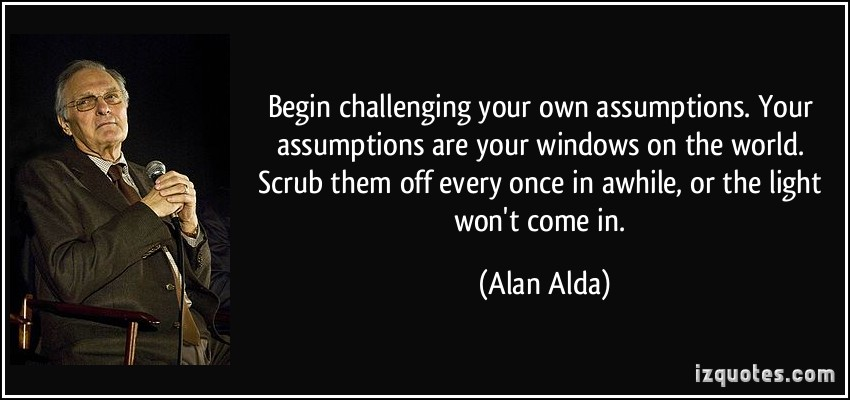 Begin challenging your own assumptions. Your
assumptions are your windows on the world.
Scrub them off every once in awhile, or the light
won't come in.
(Alan Alda)
izquotes.com